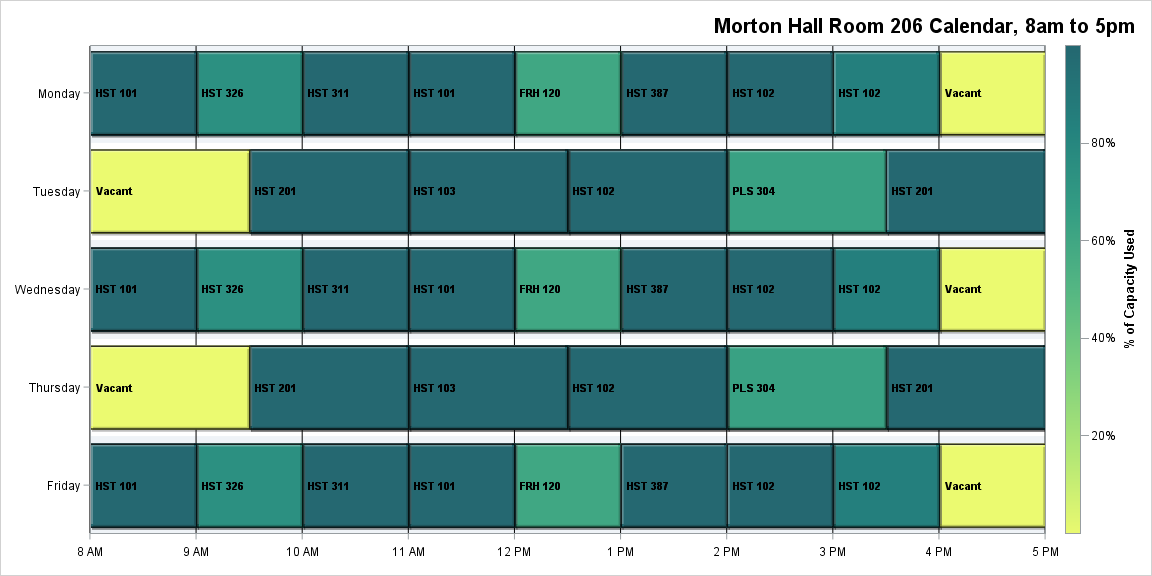 Morton Hall Room 206 Calendar, 8am to 5pm
Monday
HST 101
HST 326
HST 311
HST 101
FRH 120
HST 387
HST 102
HST 102
Vacant
Tuesday
Vacant
HST 201
HST 103
HST 102
PLS 304
HST 201
Wednesday
HST 101
HST 326
HST 311
HST 101
FRH 120
HST 387
HST 102
HST 102
Vacant
Thursday
Vacant
HST 201
HST 103
HST 102
PLS 304
HST 201
Friday
HST 101
HST 326
HST 311
HST 101
FRH 120
HST 387
HST 102
HST 102
Vacant
8 AM
9 AM
10 AM
11 AM
12 PM
1 PM
2 PM
3 PM
4 PM
5 PM
80%
60%
40%
20%
% of Capacity Used